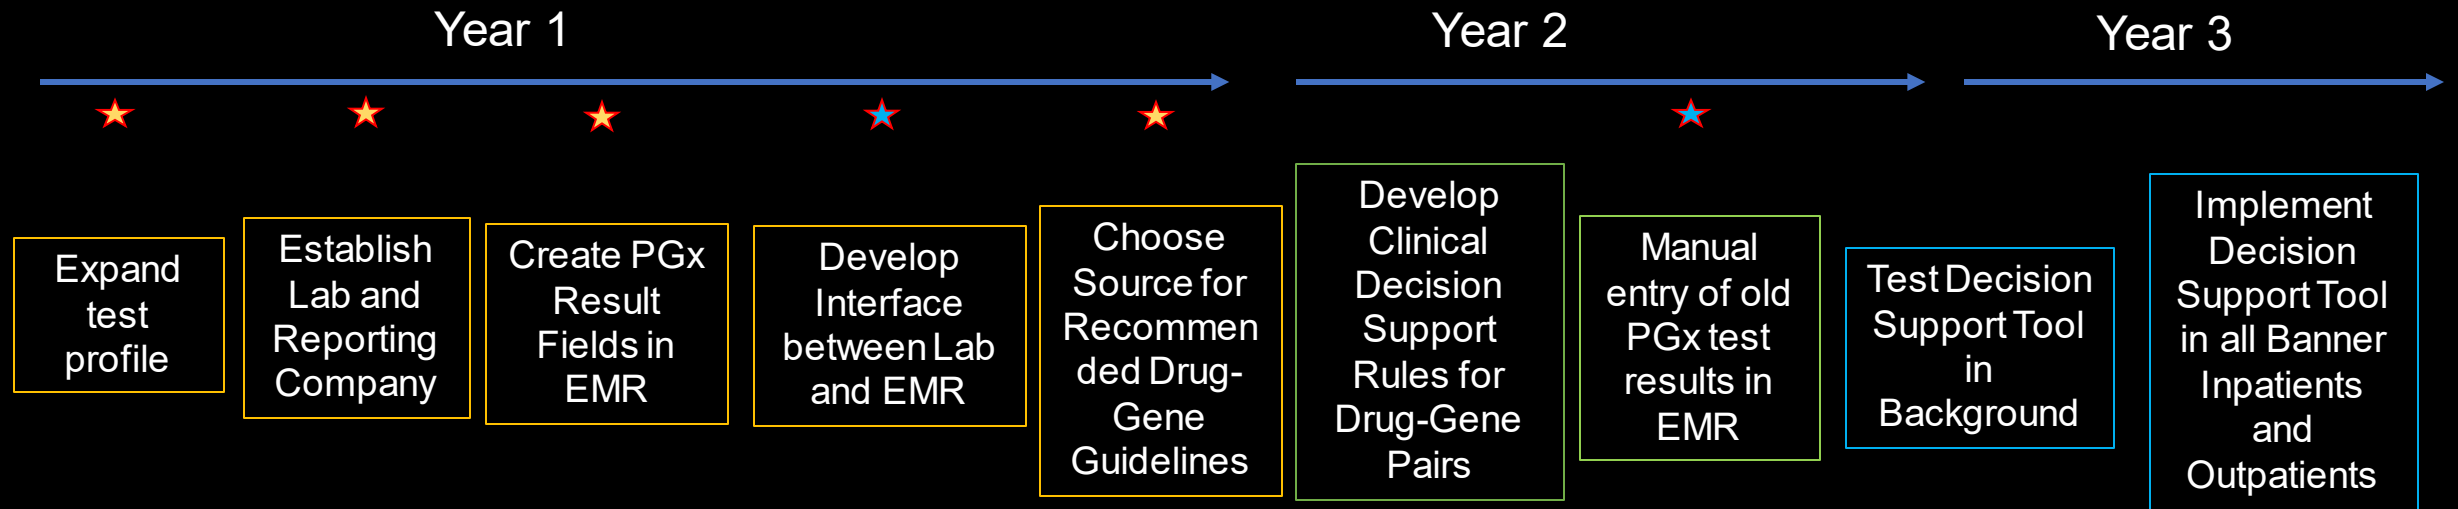 Year 1
Year 2
Year 3
Expand
test
profile
Establish
Lab and
Reporting
Company
Create PGx
Result
Fields in
EMR
Develop
Interface
between Lab
and EMR
Choose
Source for
Recommen
ded Drug-
Gene
Guidelines
Develop
Clinical
Decision
Support
Rules for
Drug-Gene
Pairs
Manual
entry of old
PGx test
results in
EMR
Test Decision
Support Tool
in
Background
Implement
Decision
Support Tool
in all Banner
Inpatients
and
Outpatients